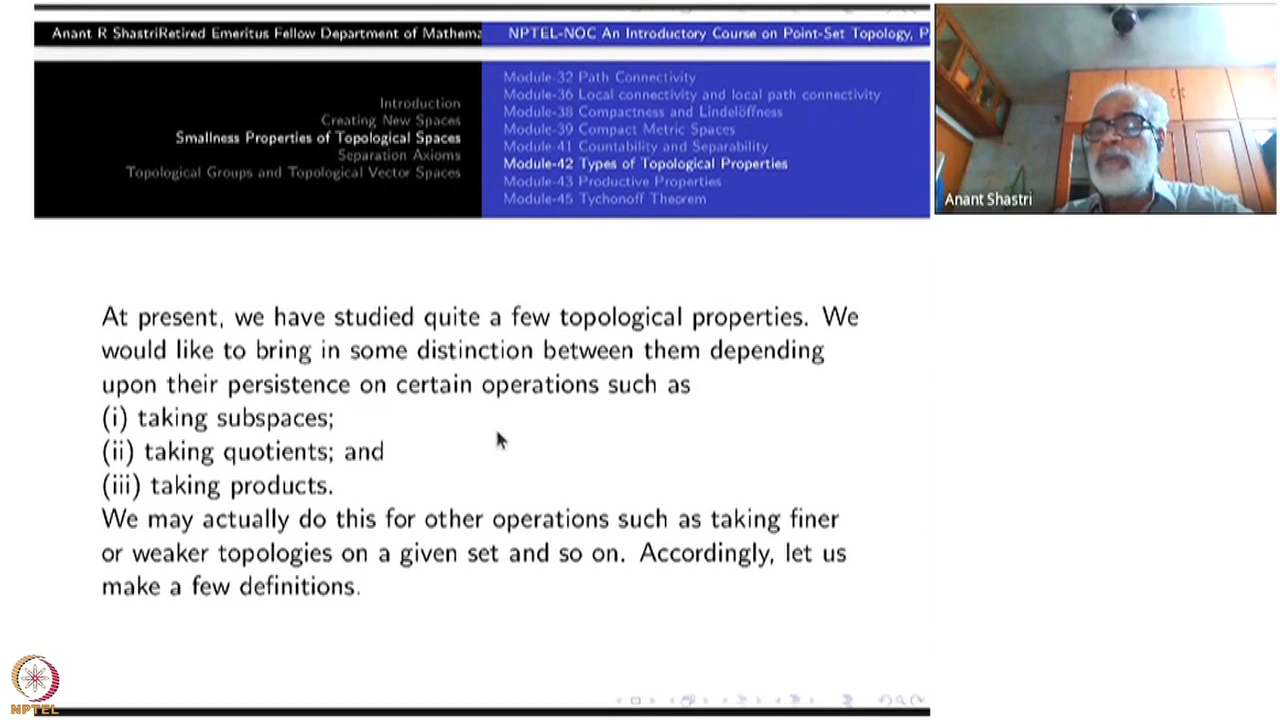 Anant R ShastriRetired Emeritus Fellow Department of Mathema
NPTEL-NOC An Introductory Course on Point-Set Topology, P
Introduction
Creating New Spaces
Smallness Properties of Topological Spaces
Separation Axioms
Topological Groups and Topological Vector Spaces
Module-32 Path Connectivity
Module-36 Local connectivity and local path connectivity
Module-38 Compactness and Lindelöffness
Module-39 Compact Metric Spaces
Module-41 Countability and Separability
Module-42 Types of Topological Properties
Module-43 Productive Properties
Module-45 Tychonoff Theorem
Anant Shastri
At present, we have studied quite a few topological properties. We
would like to bring in some distinction between them depending
upon their persistence on certain operations such as
(i) taking subspaces;
(ii) taking quotients; and
(iii) taking products.
We may actually do this for other operations such as taking finer
or weaker topologies on a given set and so on. Accordingly, let us
make a few definitions.
NPTEL